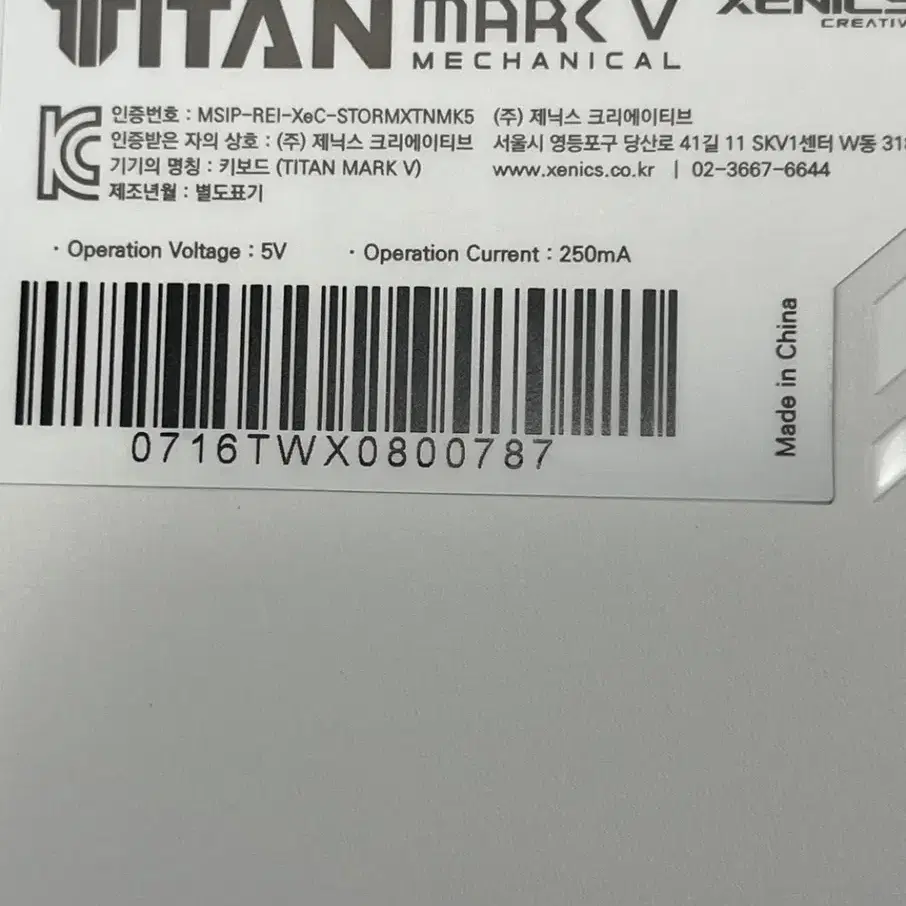 TITAN MARK V XENICS
MECHANICAL CREATIV
인증번호 : MSIP-REI-XeC-STORMXTNMK5 (주) 제닉스 크리에이티브
인증받은 자의 상호 : (주) 제닉스 크리에이티브 서울시 영등포구 당산로 41길 11 SKV1센터 W동 318
기기의 명칭 : 키보드 (TITAN MARK V) www.xenics.co.kr | 02-3667-6644
제조년월 : 별도표기
· Operation Voltage : 5V · Operation Current : 250mA
0716TWX0800787
Made in China